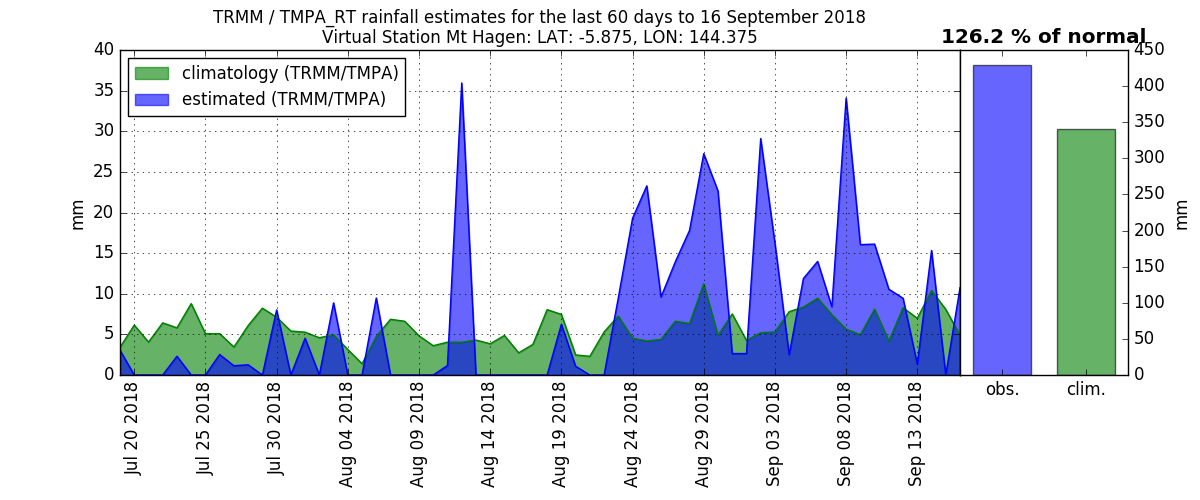 TRMM / TMPA_RT rainfall estimates for the last 60 days to 16 September 2018
Virtual Station Mt Hagen: LAT: -5.875, LON: 144.375
126.2 % of normal
climatology (TRMM/TMPA)
estimated (TRMM/TMPA)
40
35
30
25
20
15
10
5
0
mm
Jul 20 2018
Jul 25 2018
Jul 30 2018
Aug 04 2018
Aug 09 2018
Aug 14 2018
Aug 19 2018
Aug 24 2018
Aug 29 2018
Sep 03 2018
Sep 08 2018
Sep 13 2018
450
400
350
300
250
200
150
100
50
0
mm
obs.
clim.